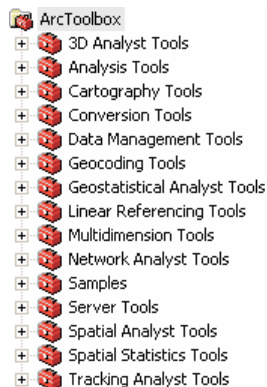 ArcToolbox
3D Analyst Tools
Analysis Tools
Cartography Tools
Conversion Tools
Data Management Tools
Geocoding Tools
Geostatistical Analyst Tools
Linear Referencing Tools
Multidimension Tools
Network Analyst Tools
Samples
Server Tools
Spatial Analyst Tools
Spatial Statistics Tools
Tracking Analyst Tools